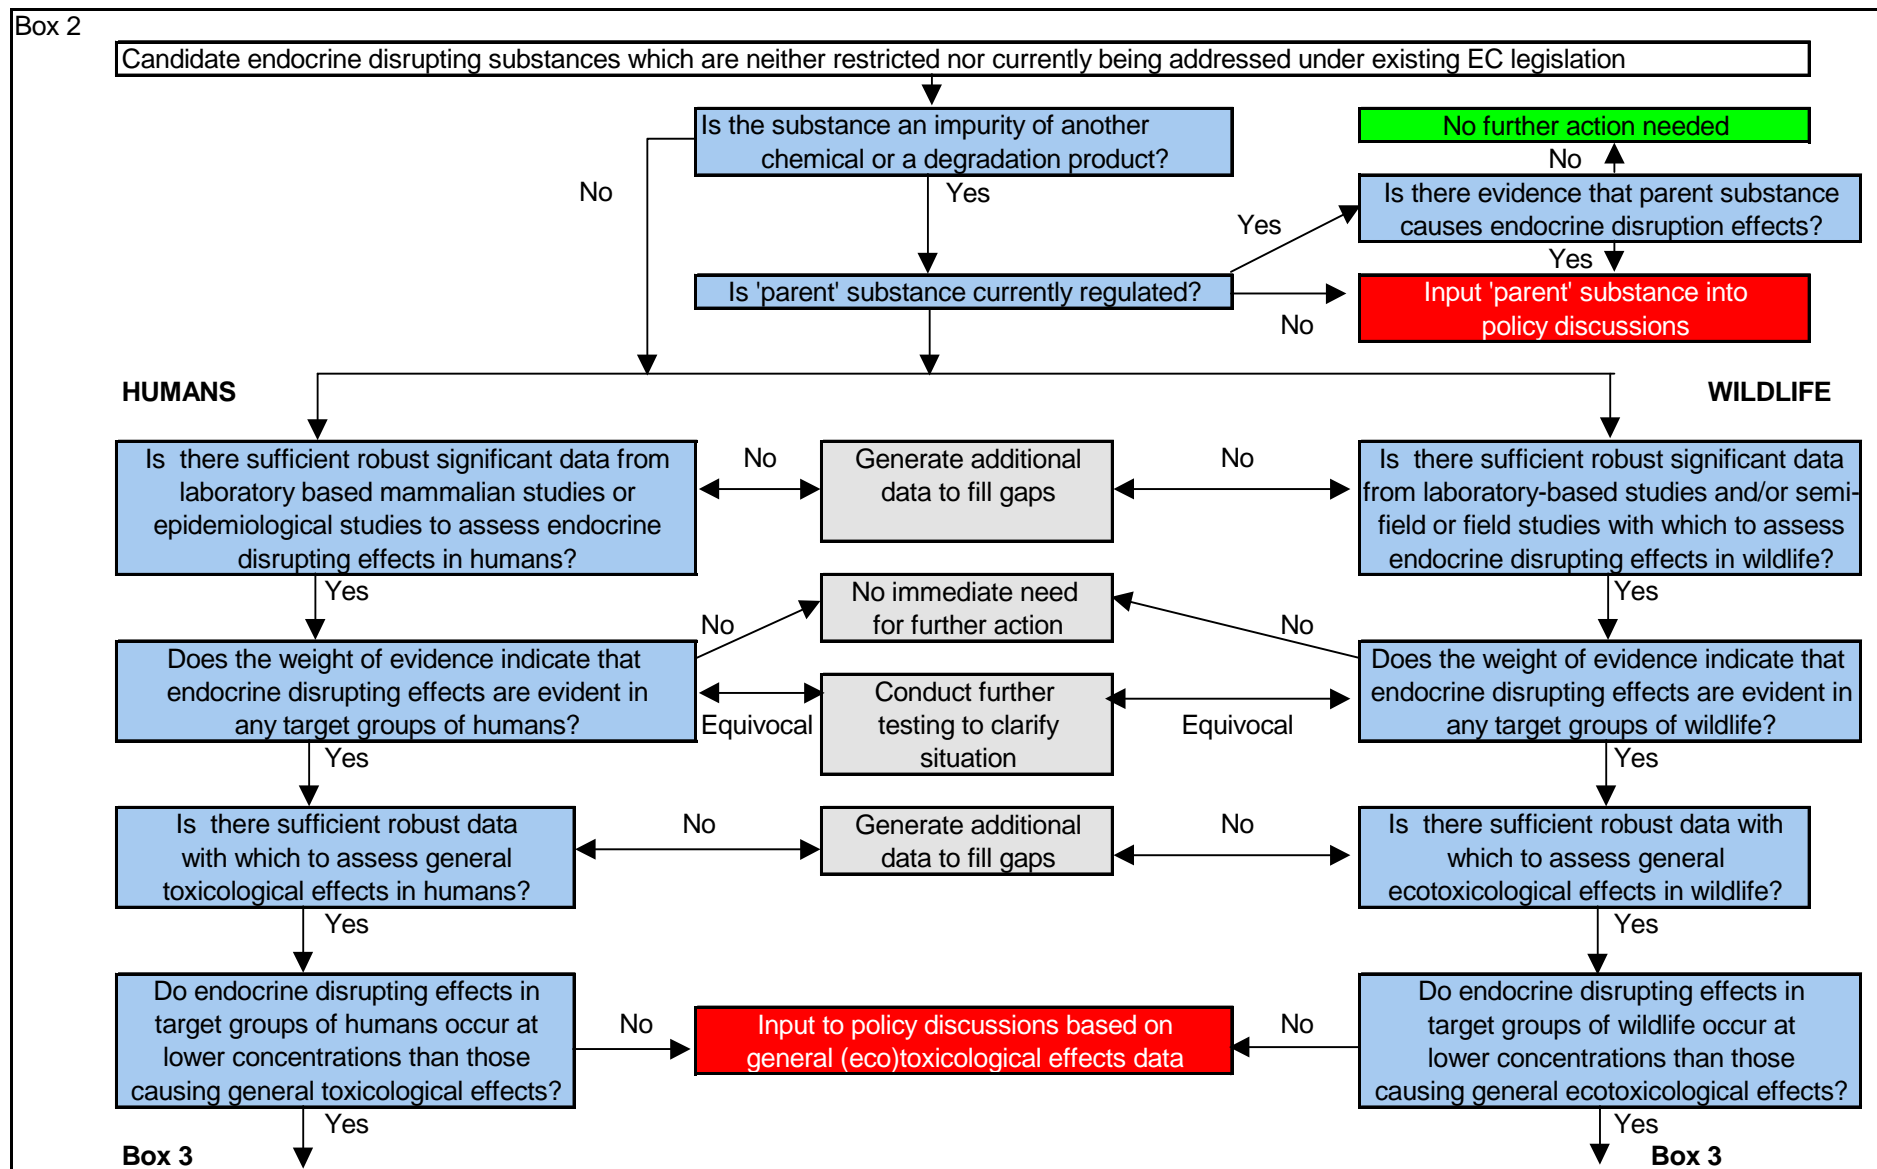 Box 2
Candidate endocrine disrupting substances which are neither restricted nor currently being addressed under existing EC legislation
Is the substance an impurity of another
chemical or a degradation product?
No further action needed
No
No
Yes
Is there evidence that parent substance
causes endocrine disruption effects?
Yes
Yes
Is 'parent' substance currently regulated?
No
Input 'parent' substance into
policy discussions
HUMANS
WILDLIFE
Is there sufficient robust significant data from
laboratory based mammalian studies or
epidemiological studies to assess endocrine
disrupting effects in humans?
No
Generate additional
data to fill gaps
No
Is there sufficient robust significant data
from laboratory-based studies and/or semi-
field or field studies with which to assess
endocrine disrupting effects in wildlife?
Yes
Yes
No immediate need
for further action
No
No
Does the weight of evidence indicate that
endocrine disrupting effects are evident in
any target groups of humans?
Equivocal
Conduct further
testing to clarify
situation
Equivocal
Does the weight of evidence indicate that
endocrine disrupting effects are evident in
any target groups of wildlife?
Yes
Yes
Is there sufficient robust data
with which to assess general
toxicological effects in humans?
No
Generate additional
data to fill gaps
No
Is there sufficient robust data with
which to assess general
ecotoxicological effects in wildlife?
Yes
Yes
Do endocrine disrupting effects in
target groups of humans occur at
lower concentrations than those
causing general toxicological effects?
No
Input to policy discussions based on
general (eco)toxicological effects data
No
Do endocrine disrupting effects in
target groups of wildlife occur at
lower concentrations than those
causing general ecotoxicological effects?
Yes
Yes
Box 3
Box 3